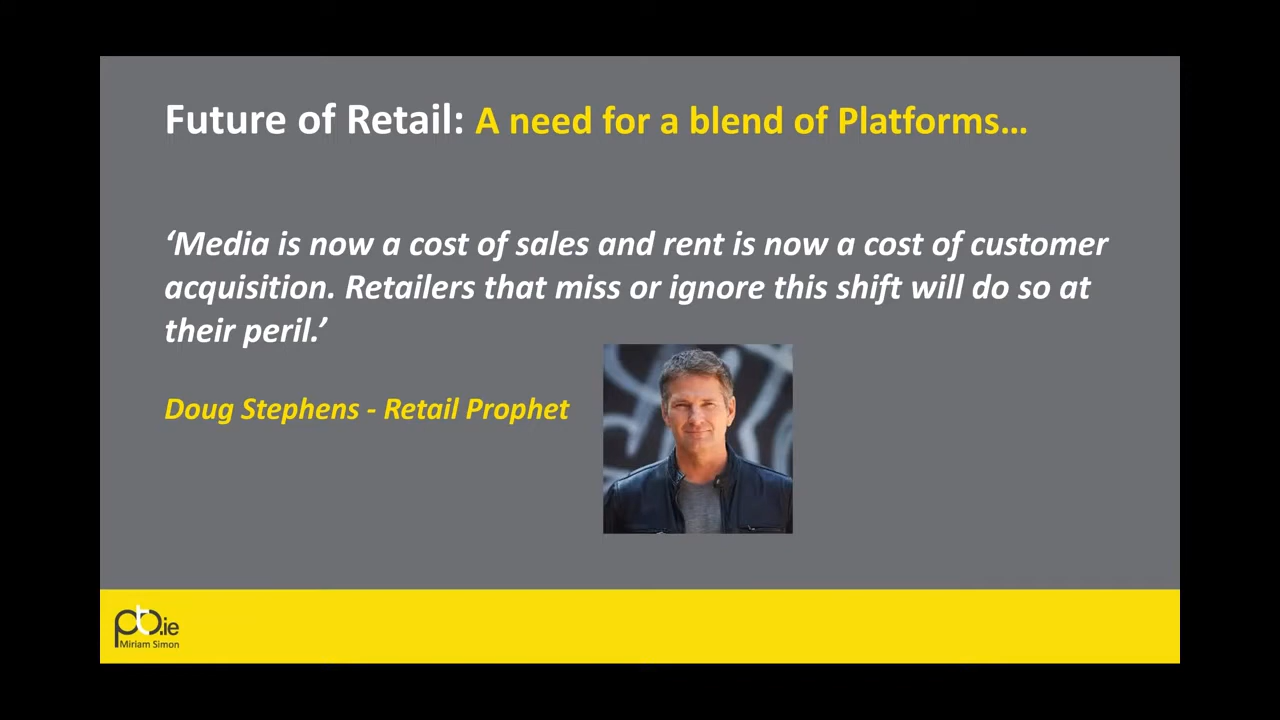 Future of Retail: A need for a blend of Platforms...
‘Media is now a cost of sales and rent is now a cost of customer
acquisition. Retailers that miss or ignore this shift will do so at
their peril.’
Doug Stephens - Retail Prophet
ptb.ie
Miriam Simon